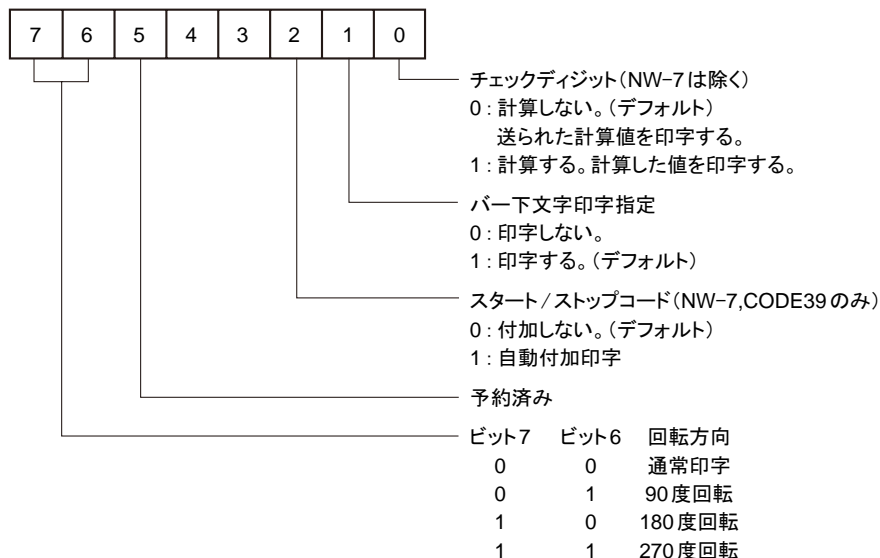 7 6 5 4 3 2 1 0
チェックディジット(NW-7は除く)
0:計算しない。(デフォルト)
送られた計算値を印字する。
1:計算する。計算した値を印字する。
バー下文字印字指定
0:印字しない。
1:印字する。(デフォルト)
スタート/ストップコード(NW-7,CODE39のみ)
0:付加しない。(デフォルト)
1:自動付加印字
予約済み
ビット7 ビット6 回転方向
0 0 通常印字
0 1 90度回転
1 0 180度回転
1 1 270度回転